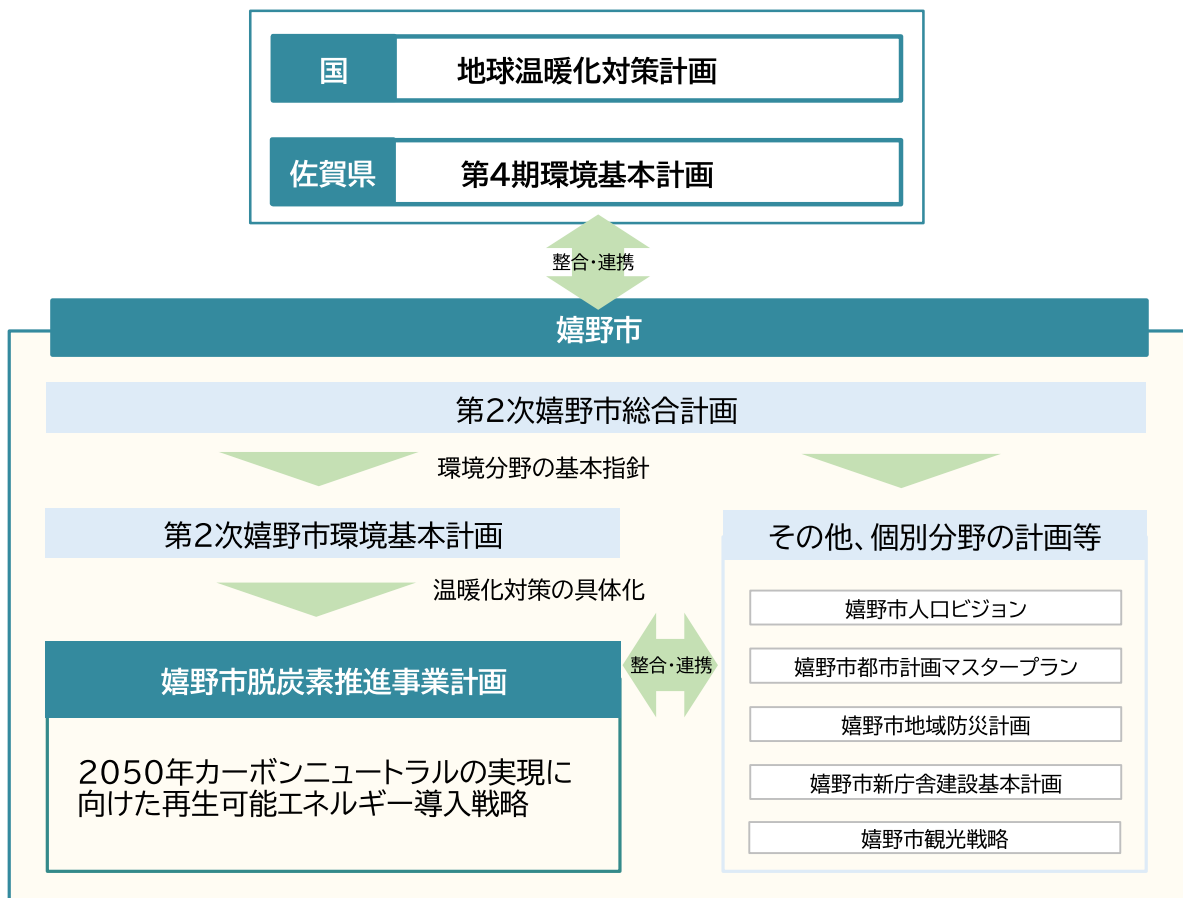 国
地球温暖化対策計画
佐賀県
第4期環境基本計画
整合・連携
嬉野市
第2次嬉野市総合計画
環境分野の基本指針
第2次嬉野市環境基本計画
温暖化対策の具体化
嬉野市脱炭素推進事業計画
2050年カーボンニュートラルの実現に
向けた再生可能エネルギー導入戦略
整合・連携
その他、個別分野の計画等
嬉野市人口ビジョン
嬉野市都市計画マスタープラン
嬉野市地域防災計画
嬉野市新庁舎建設基本計画
嬉野市観光戦略